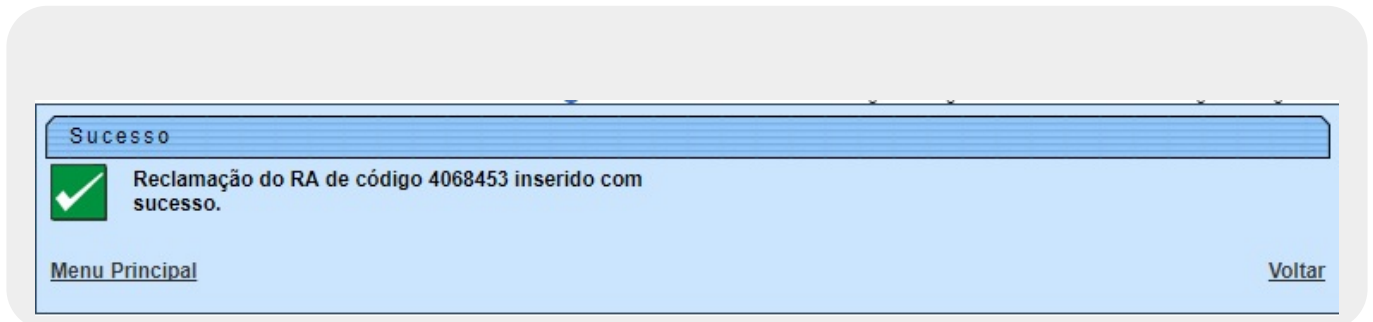 Sucesso
Reclamação do RA de código 4068453 inserido com
sucesso.
Menu Principal
Voltar